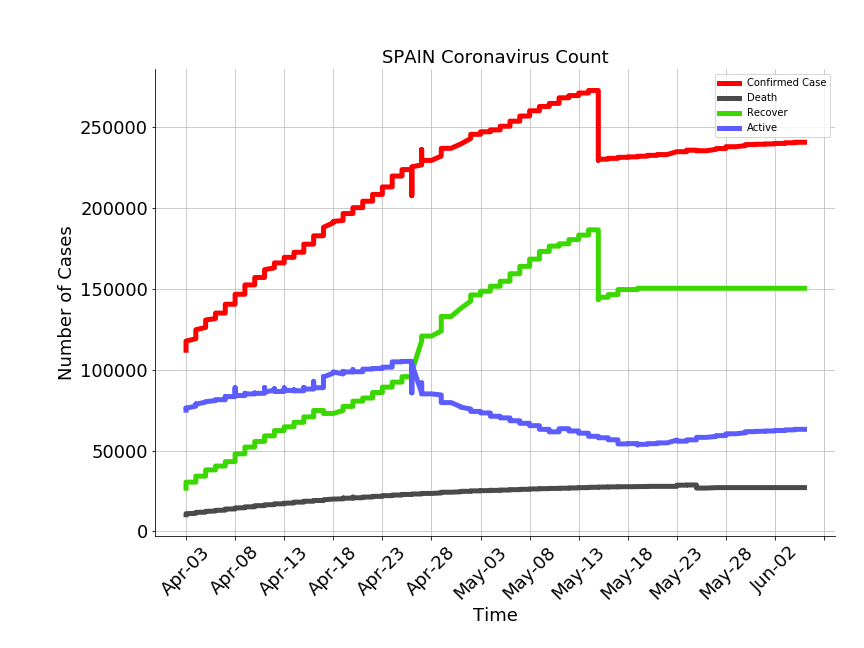 SPAIN Coronavirus Count
Confirmed Case
Death
Recover
Active
Number of Cases
250000
200000
150000
100000
50000
0
Apr-03
Apr-08
Apr-13
Apr-18
Apr-23
Apr-28
May-03
May-08
May-13
May-18
May-23
May-28
Jun-02
Time